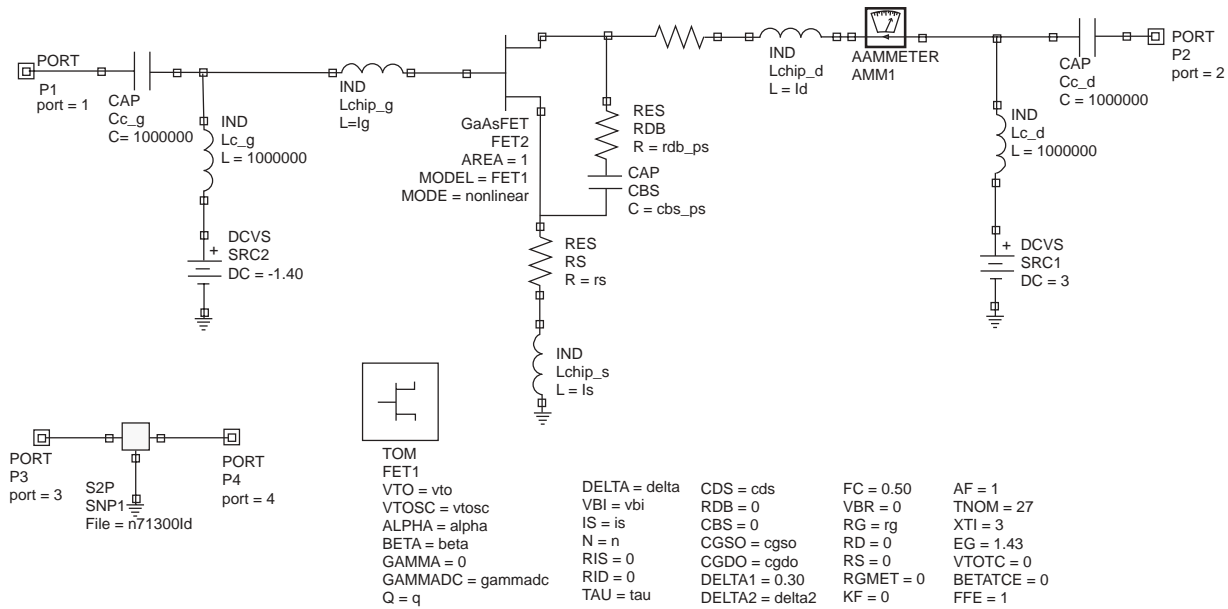 PORT
P1
port = 1
CAP
Cc_g
C= 1000000
IND
Lc_g
L = 1000000
DCVS
SRC2
DC = -1.40
+
IND
Lchip_g
L=lg
GaAsFET
FET2
AREA = 1
MODEL = FET1
MODE = nonlinear
RES
RDB
R = rdb_ps
CAP
CBS
C = cbs_ps
RES
RS
R = rs
IND
Lchip_s
L = ls
IND
Lchip_d
L = ld
AAMMETER
AMM1
CAP
Cc_d
C = 1000000
PORT
P2
port = 2
IND
Lc_d
L = 1000000
+
DCVS
SRC1
DC = 3
PORT
P3
port = 3
S2P
SNP1
File = n71300ld
PORT
P4
port = 4
TOM
FET1
VTO = vto
VTOSC = vtosc
ALPHA = alpha
BETA = beta
GAMMA = 0
GAMMADC = gammadc
Q = q
DELTA = delta
VBI = vbi
IS = is
N = n
RIS = 0
RID = 0
TAU = tau
CDS = cds
RDB = 0
CBS = 0
CGSO = cgso
CGDO = cgdo
DELTA1 = 0.30
DELTA2 = delta2
FC = 0.50
VBR = 0
RG = rg
RD = 0
RS = 0
RGMET = 0
KF = 0
AF = 1
TNOM = 27
XTI = 3
EG = 1.43
VTOTC = 0
BETATCE = 0
FFE = 1